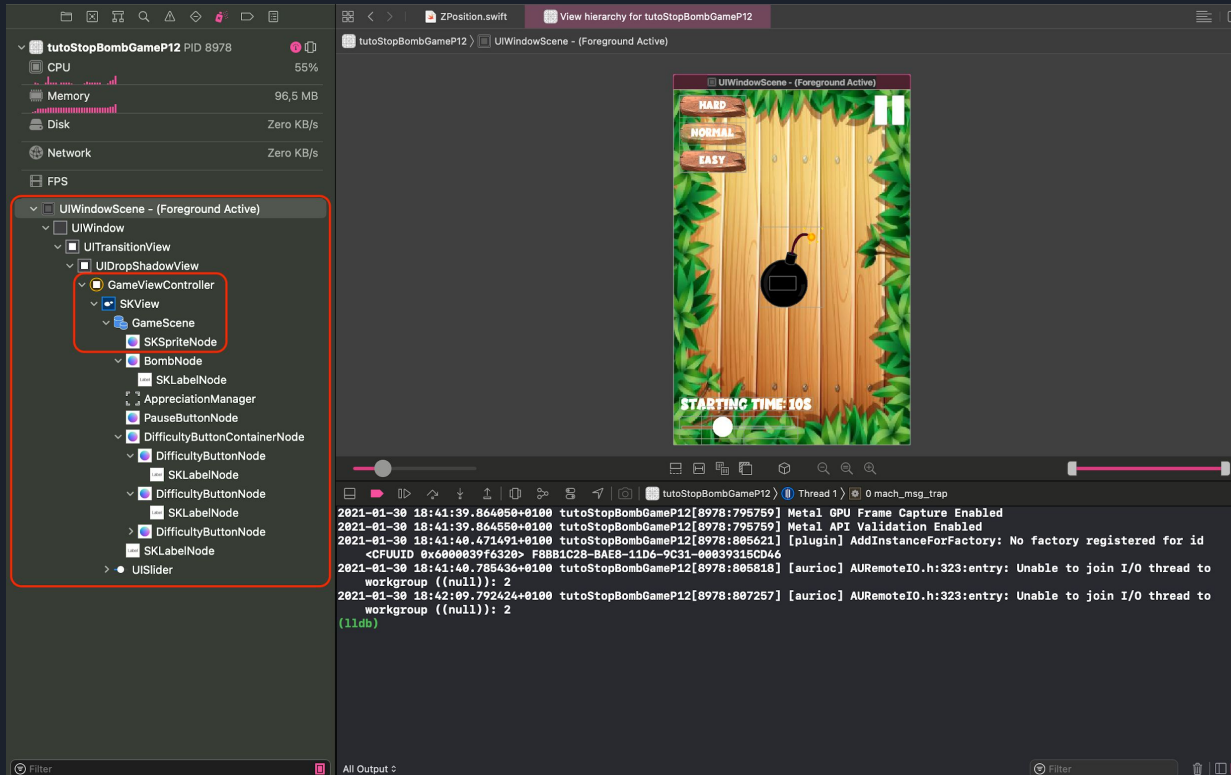 ZPosition.swift
View hierarchy for tutoStopBombGameP12
tutoStopBombGameP12 PID 8978
CPU 55%
Memory 96,5 MB
Disk Zero KB/s
Network Zero KB/s
FPS
UIWindowScene - (Foreground Active)
UIWindow
UITransitionView
UIDropShadowView
GameViewController
SKView
GameScene
SKSpriteNode
BombNode
Label SKLabelNode
AppreciationManager
PauseButtonNode
DifficultyButtonContainerNode
DifficultyButtonNode
Label SKLabelNode
DifficultyButtonNode
Label SKLabelNode
DifficultyButtonNode
Label SKLabelNode
UISlider
Filter
tutoStopBombGameP12 〉 UIWindowScene - (Foreground Active)
UIWindowScene - (Foreground Active)
HARD
NORMAL
EASY
STARTING TIME: 10S
tutoStopBombGameP12 〉 Thread 1 〉 0 mach_msg_trap
2021-01-30 18:41:39.864050+0100 tutoStopBombGameP12[8978:795759] Metal GPU Frame Capture Enabled
2021-01-30 18:41:39.864550+0100 tutoStopBombGameP12[8978:795759] Metal API Validation Enabled
2021-01-30 18:41:40.471491+0100 tutoStopBombGameP12[8978:805621] [plugin] AddInstanceForFactory: No factory registered for id
<CFUUID 0x6000039f6320> F8BB1C28-BAE8-11D6-9C31-00039315CD46
2021-01-30 18:41:40.785436+0100 tutoStopBombGameP12[8978:805818] [aurioc] AURemoteIO.h:323:entry: Unable to join I/O thread to
workgroup ((null)): 2
2021-01-30 18:42:09.792424+0100 tutoStopBombGameP12[8978:807257] [aurioc] AURemoteIO.h:323:entry: Unable to join I/O thread to
workgroup ((null)): 2
(lldb)
All Output
Filter